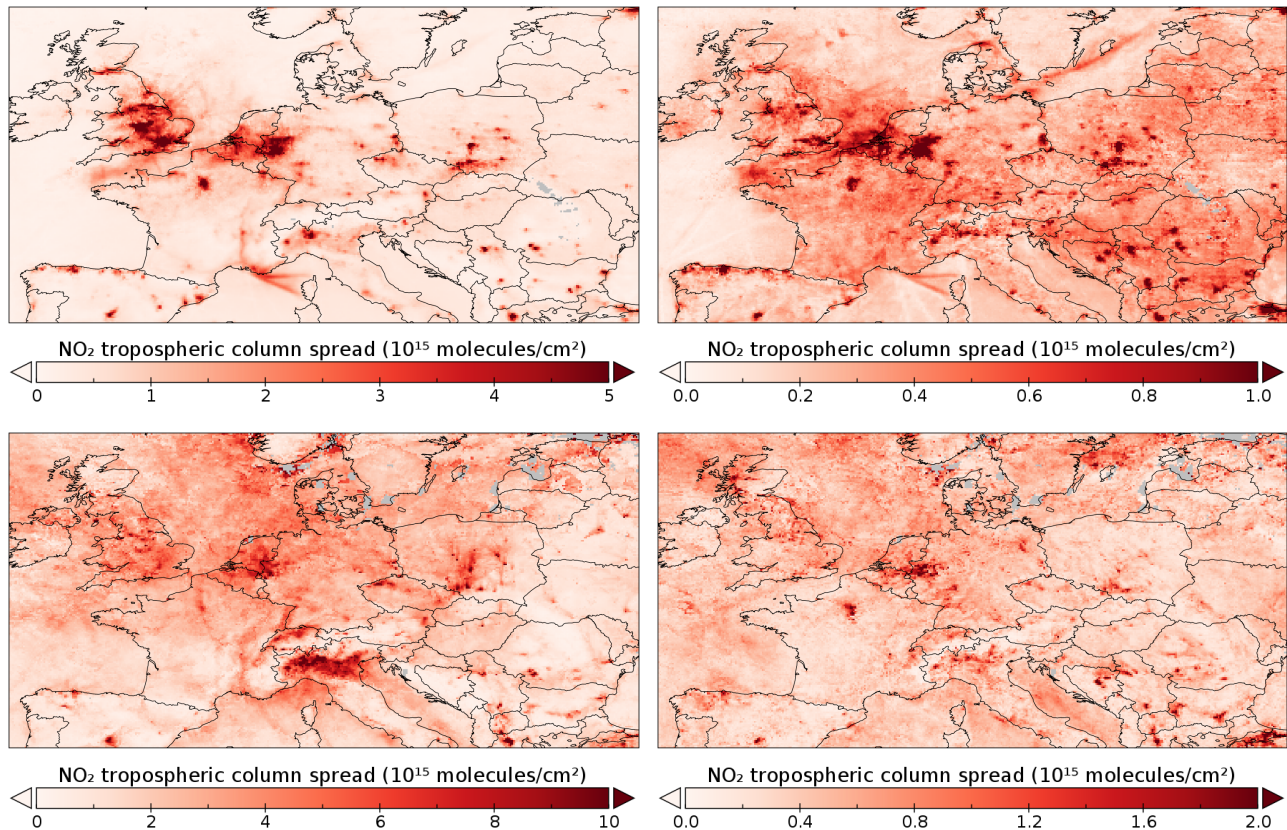 NO₂ tropospheric column spread (10¹⁵ molecules/cm²)
0 1 2 3 4 5
NO₂ tropospheric column spread (10¹⁵ molecules/cm²)
0.0 0.2 0.4 0.6 0.8 1.0
NO₂ tropospheric column spread (10¹⁵ molecules/cm²)
0 2 4 6 8 10
NO₂ tropospheric column spread (10¹⁵ molecules/cm²)
0.0 0.4 0.8 1.2 1.6 2.0